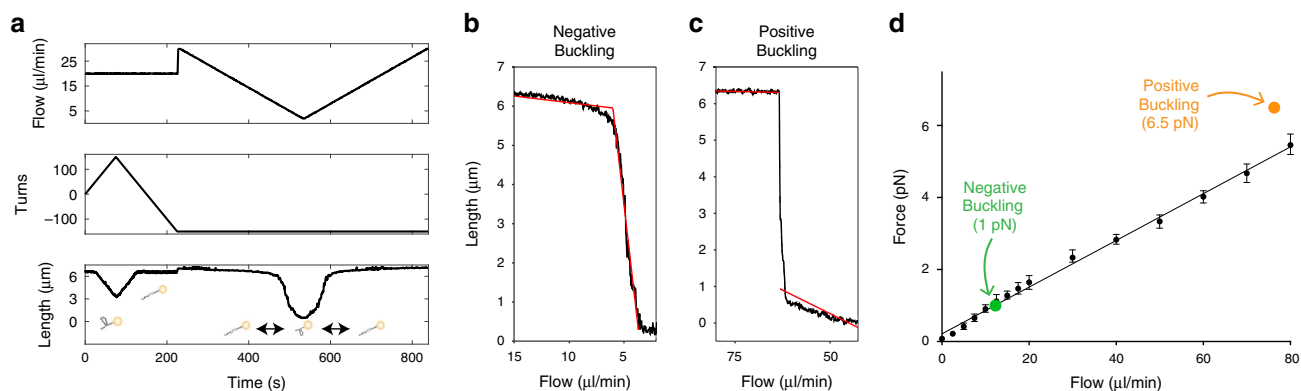 a
Flow (μl/min)
25
15
5
Turns
100
0
−100
Length (μm)
6
3
0
0
200
400
600
800
Time (s)
b
Negative
Buckling
Length (μm)
7
6
5
4
3
2
1
0
15
10
5
Flow (μl/min)
c
Positive
Buckling
7
6
5
4
3
2
1
0
80
50
Flow (μl/min)
d
Force (pN)
6
4
2
0
0
20
40
60
80
Flow (μl/min)
Positive
Buckling
(6.5 pN)
Negative
Buckling
(1 pN)